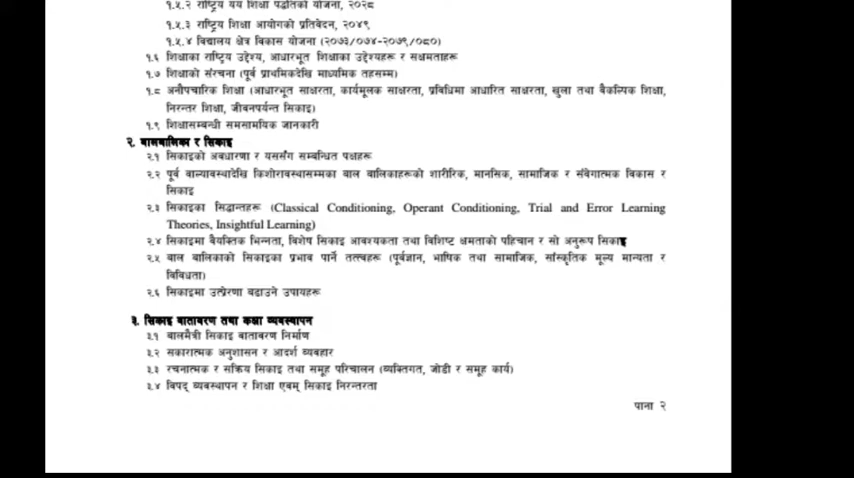 १.५.२ राष्ट्रिय शिक्षा पद्धतिको योजना, २०२८
१.५.३ राष्ट्रिय शिक्षा आयोगको प्रतिवेदन, २०४९
१.५.४ विद्यालय क्षेत्र विकास योजना (२०७३/०७४-२०७९/०८०)
१.६ शिक्षाका राष्ट्रिय उद्देश्य, आधारभूत शिक्षाका उद्देश्यहरू र सक्षमताहरू
१.७ शिक्षाको संरचना (पूर्व प्राथमिकदेखि माध्यमिक तहसम्म)
१.८ अनौपचारिक शिक्षा (आधारभूत साक्षरता, कार्यमूलक साक्षरता, प्रविधिमा आधारित साक्षरता, खुला तथा वैकल्पिक शिक्षा,
निरन्तर शिक्षा, जीवनपर्यन्त सिकाइ)
१.९ शिक्षासम्बन्धी समसामयिक जानकारी
२. बालबालिका र सिकाइ
२.१ सिकाइको अवधारणा र यससँग सम्बन्धित पक्षहरू
२.२ पूर्व बाल्यावस्थादेखि किशोरावस्थासम्मका बाल बालिकाहरूको शारीरिक, मानसिक, सामाजिक र संवेगात्मक विकास र
सिकाइ
२.३ सिकाइका सिद्धान्तहरू (Classical Conditioning, Operant Conditioning, Trial and Error Learning
Theories, Insightful Learning)
२.४ सिकाइमा वैयक्तिक भिन्नता, विशेष सिकाइ आवश्यकता तथा विशिष्ट क्षमताको पहिचान र सो अनुरूप सिकाइ
२.५ बाल बालिकाको सिकाइका प्रभाव पार्ने तत्त्वहरू (पूर्वज्ञान, भाषिक तथा सामाजिक, सांस्कृतिक मूल्य मान्यता र
विविधता)
२.६ सिकाइमा उत्प्रेरणा बढाउने उपायहरू
३. सिकाइ वातावरण तथा कक्षा व्यवस्थापन
३.१ बालमैत्री सिकाइ वातावरण निर्माण
३.२ सकारात्मक अनुशासन र आदर्श व्यवहार
३.३ रचनात्मक र सक्रिय सिकाइ तथा समूह परिचालन (व्यक्तिगत, जोडी र समूह कार्य)
३.४ विपद् व्यवस्थापन र शिक्षा एवम् सिकाइ निरन्तरता
पाना २